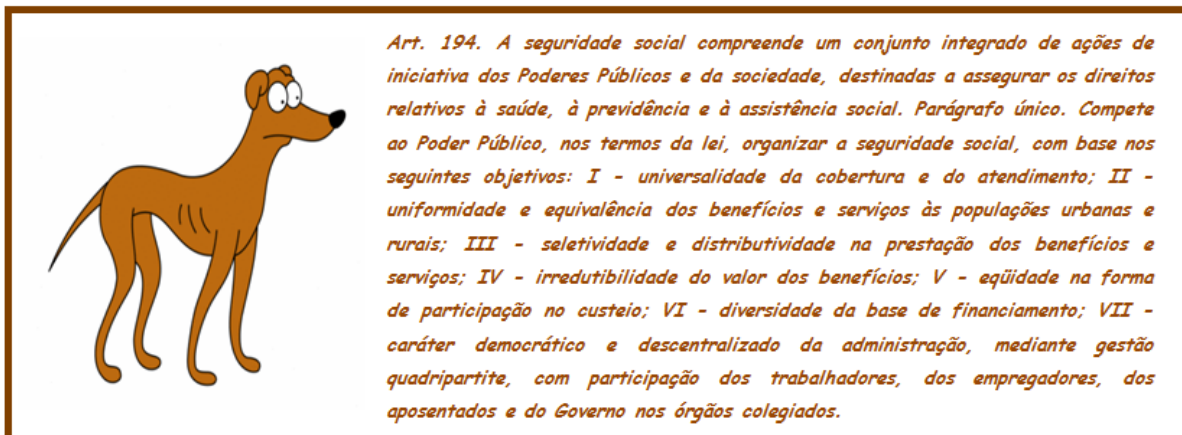 Art. 194. A seguridade social compreende um conjunto integrado de ações de
iniciativa dos Poderes Públicos e da sociedade, destinadas a assegurar os direitos
relativos à saúde, à previdência e à assistência social. Parágrafo único. Compete
ao Poder Público, nos termos da lei, organizar a seguridade social, com base nos
seguintes objetivos: I - universalidade da cobertura e do atendimento; II -
uniformidade e equivalência dos benefícios e serviços às populações urbanas e
rurais; III - seletividade e distributividade na prestação dos benefícios e
serviços; IV - irredutibilidade do valor dos benefícios; V - eqüidade na forma
de participação no custeio; VI - diversidade da base de financiamento; VII -
caráter democrático e descentralizado da administração, mediante gestão
quadripartite, com participação dos trabalhadores, dos empregadores, dos
aposentados e do Governo nos órgãos colegiados.